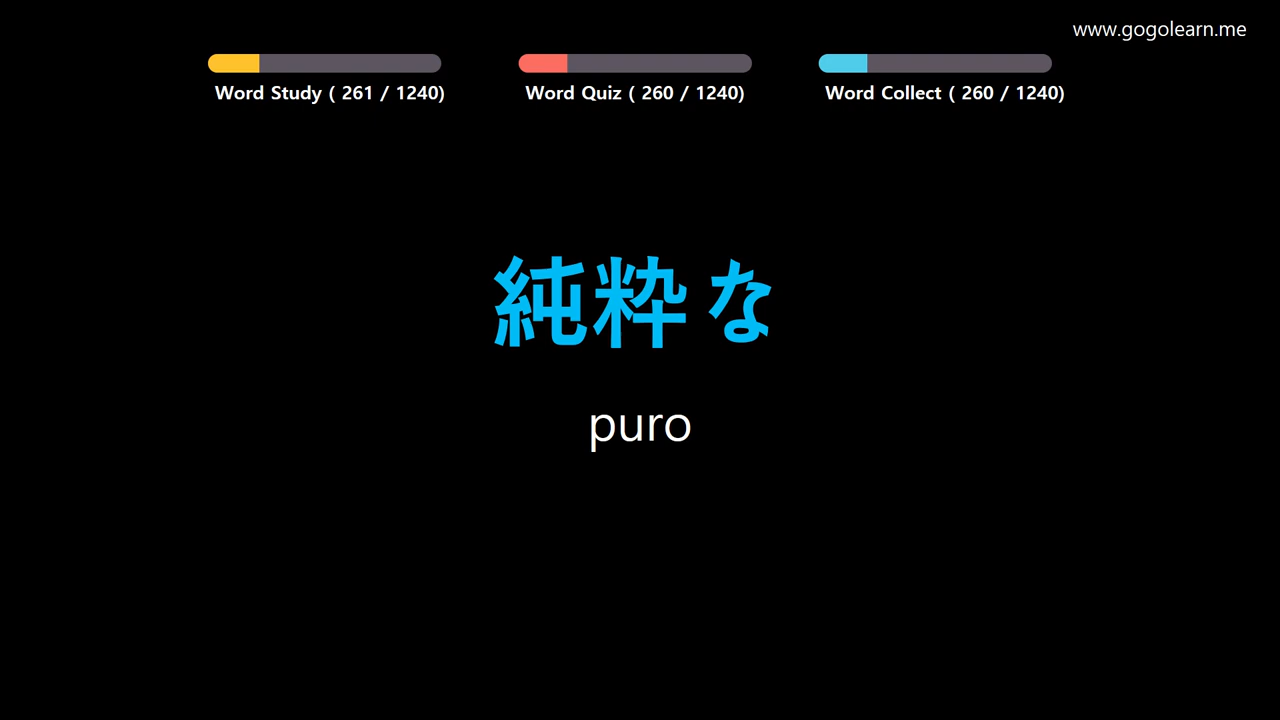 www.gogolearn.me
Word Study ( 261 / 1240)
Word Quiz ( 260 / 1240)
Word Collect ( 260 / 1240)
純粋な
puro